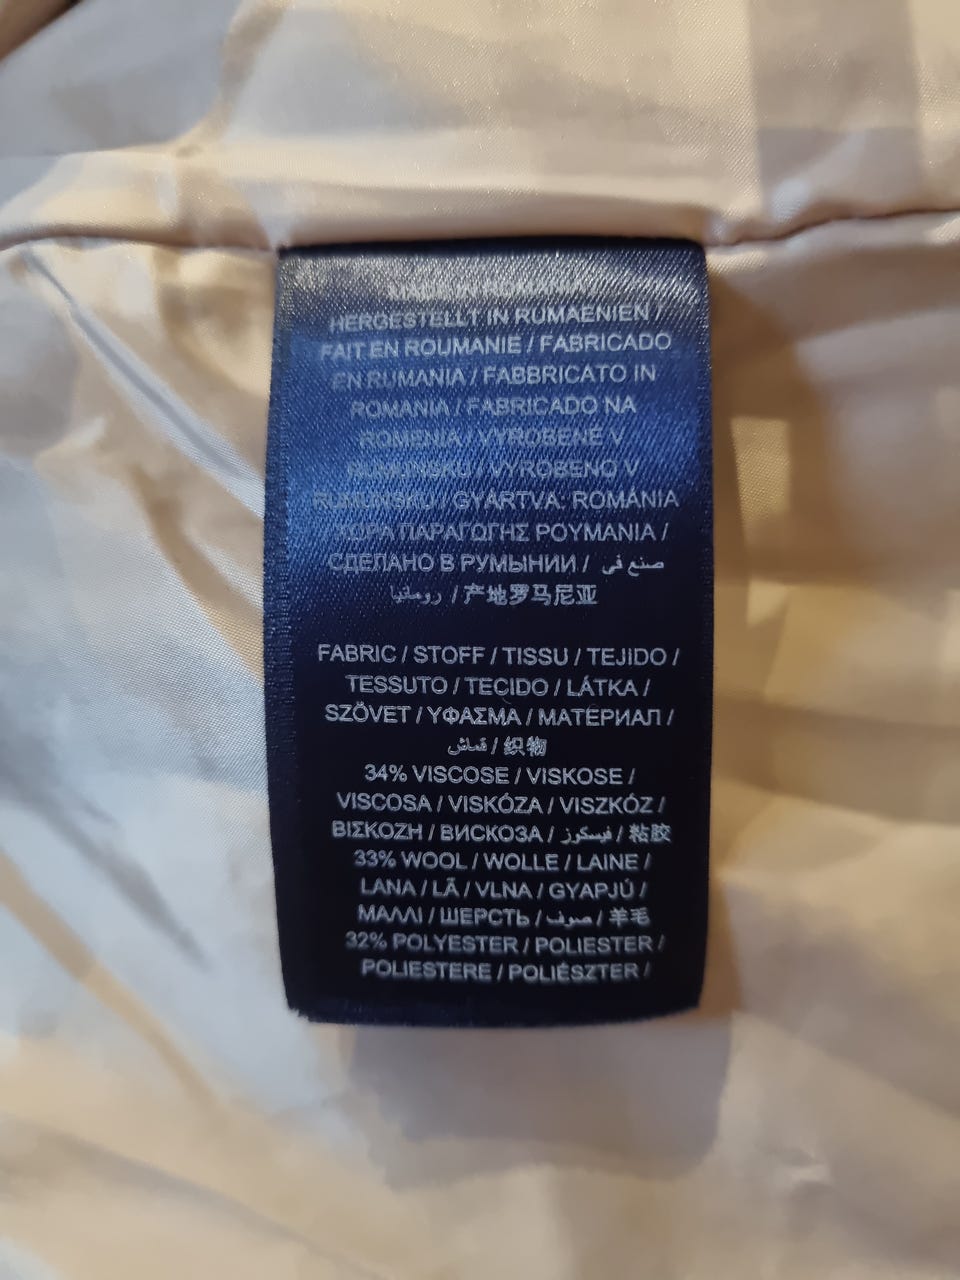 HERGESTELLT IN RUMAENIEN /
FAIT EN ROUMANIE / FABRICADO
EN RUMANIA / FABBRICATO IN
ROMANIA / FABRICADO NA
ROMENIA / VYROBENÉ V
RUMUNSKU / VYROBENO V
RUMUNSKU / GYÁRTVA: ROMÁNIA
ΧΩΡΑ ΠΑΡΑΓΩΓΗΣ ΡΟΥΜΑΝΙΑ /
СДЕЛАНО В РУМЫНИИ / صنع في
رومانيا / 产地罗马尼亚
FABRIC / STOFF / TISSU / TEJIDO /
TESSUTO / TECIDO / LÁTKA /
SZÖVET / ΥΦΑΣΜΑ / МАТЕРИАЛ /
قماش / 织物
34% VISCOSE / VISKOSE /
VISCOSA / VISKÓZA / VISZKÓZ /
ΒΙΣΚΟΖΗ / ВИСКОЗА / فيسكوز / 粘胶
33% WOOL / WOLLE / LAINE /
LANA / LÃ / VLNA / GYAPJÚ /
ΜΑΛΛΙ / ШЕРСТЬ / صوف / 羊毛
32% POLYESTER / POLIESTER /
POLIESTERE / POLIÉSZTER /